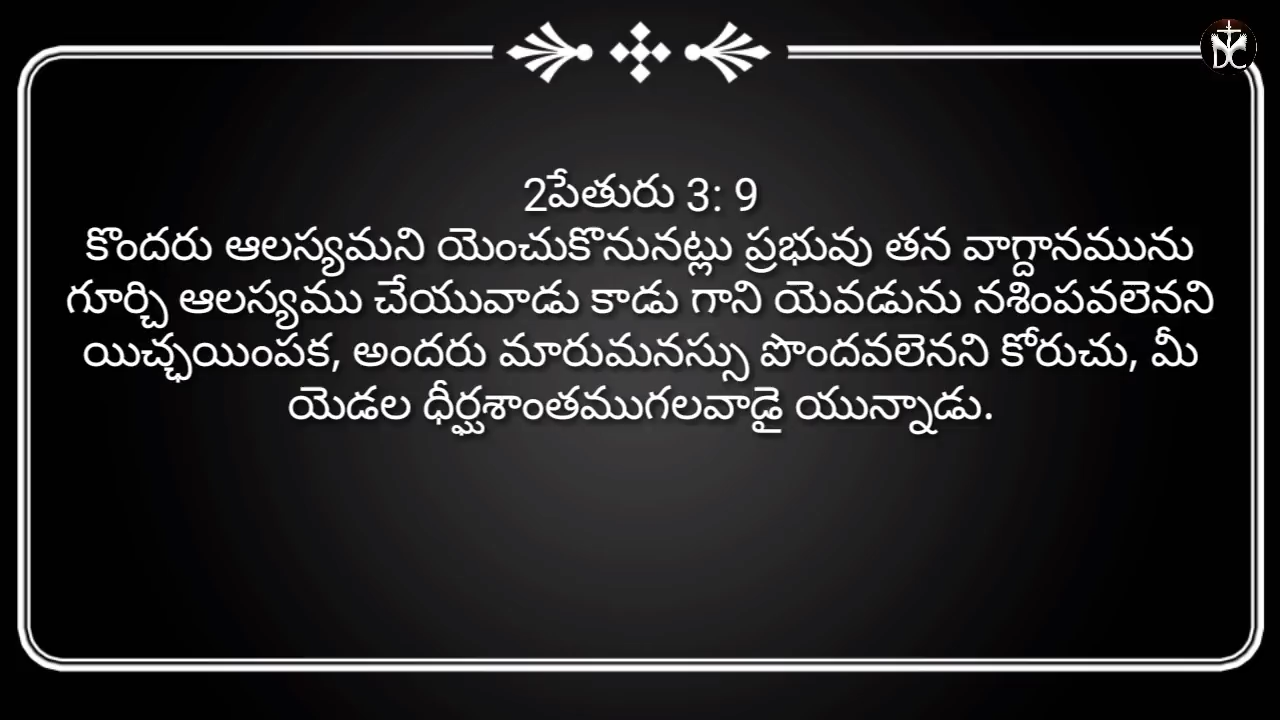 2పేతురు 3: 9
కొందరు ఆలస్యమని యెంచుకొనునట్లు ప్రభువు తన వాగ్దానమును
గూర్చి ఆలస్యము చేయువాడు కాడు గాని యెవడును నశింపవలెనని
యిచ్ఛయింపక, అందరు మారుమనస్సు పొందవలెనని కోరుచు, మీ
యెడల ధీర్ఘశాంతముగలవాడై యున్నాడు.
DC